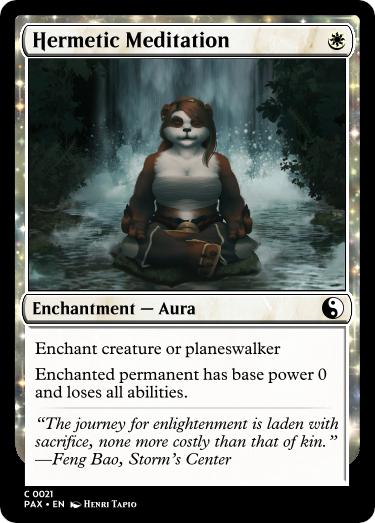 Hermetic Meditation
Enchantment — Aura
Enchant creature or planeswalker
Enchanted permanent has base power 0
and loses all abilities.
“The journey for enlightenment is laden with
sacrifice, none more costly than that of kin.”
—Feng Bao, Storm’s Center
C 0021
PAX • EN Henri Tapio